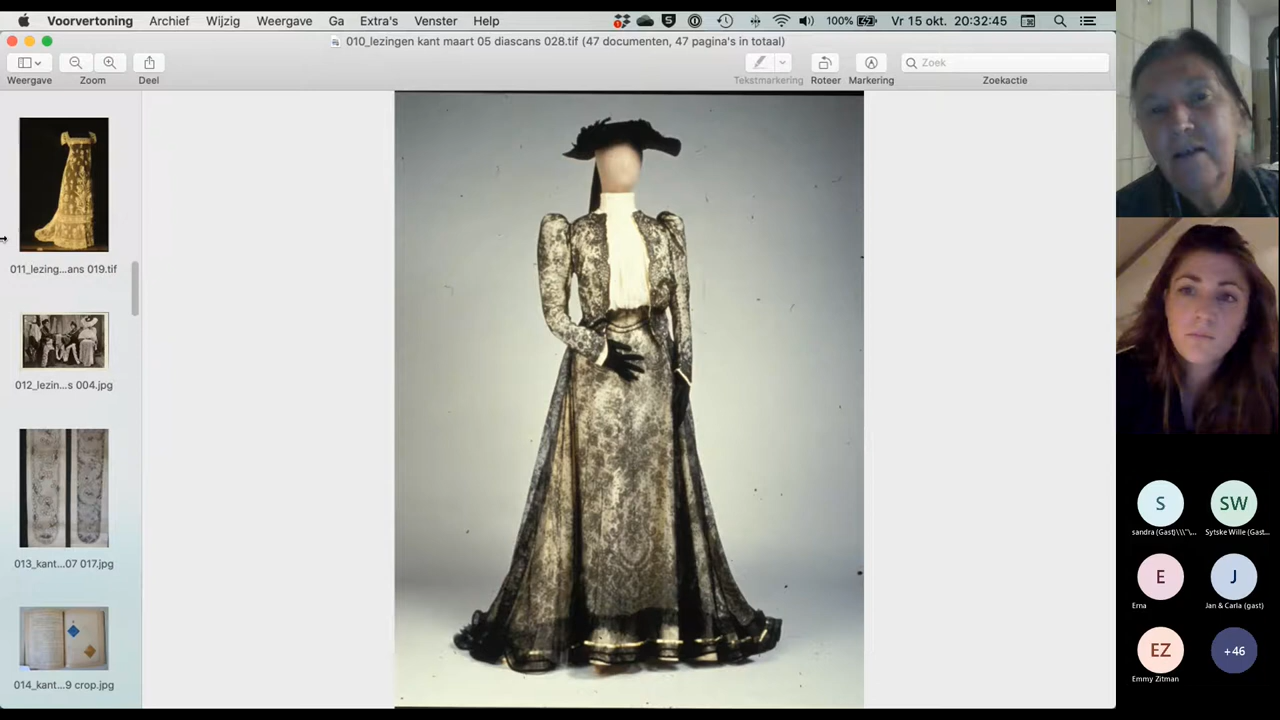 Voorvertoning Archief Wijzig Weergave Ga Extra's Venster Help 100% Vr 15 okt. 20:32:45
010_lezingen kant maart 05 diascans 028.tif (47 documenten, 47 pagina's in totaal)
Zoek
Weergave Zoom Deel Tekstmarkering Roteer Markering Zoekactie
011_lezing...ans 019.tif
012_lezin...s 004.jpg
013_kant...07 017.jpg
014_kant...9 crop.jpg
S SW
sandra (Gast)\\\"\... Sytske Wille (Gast...
E J
Erna Jan & Carla (gast)
EZ +46
Emmy Zitman